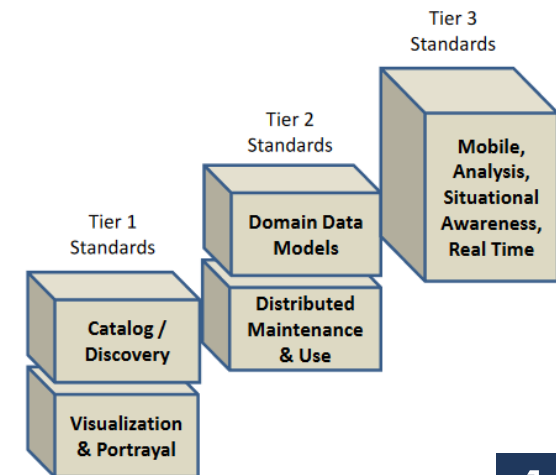 Tier 3
Standards
Mobile,
Analysis,
Situational
Awareness,
Real Time
Tier 2
Standards
Domain Data
Models
Distributed
Maintenance
& Use
Tier 1
Standards
Catalog /
Discovery
Visualization
& Portrayal